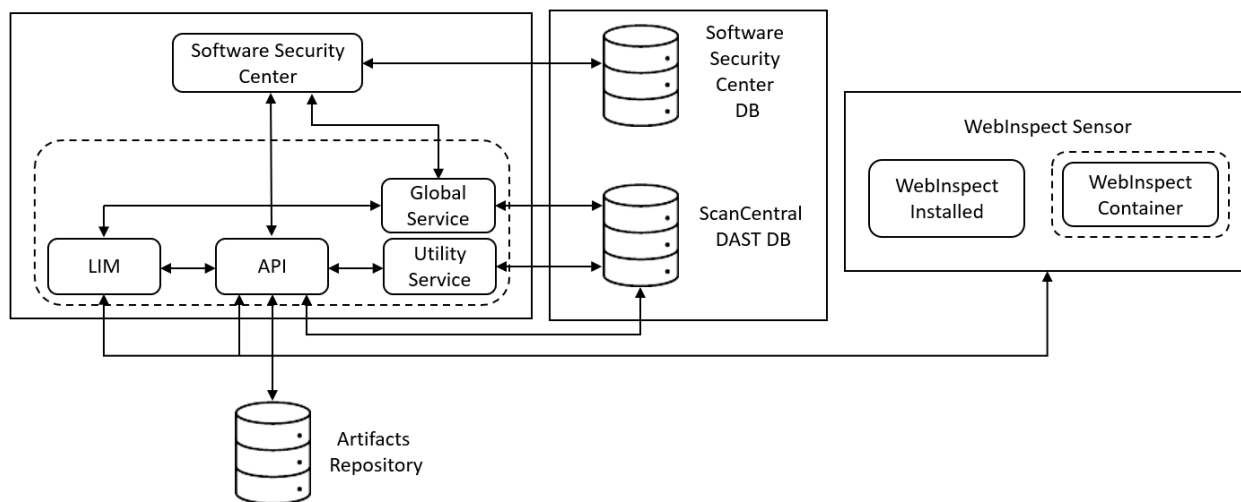 Software Security
Center
Software
Security
Center
DB
WebInspect Sensor
WebInspect
Installed
WebInspect
Container
Global
Service
ScanCentral
DAST DB
LIM
API
Utility
Service
Artifacts
Repository